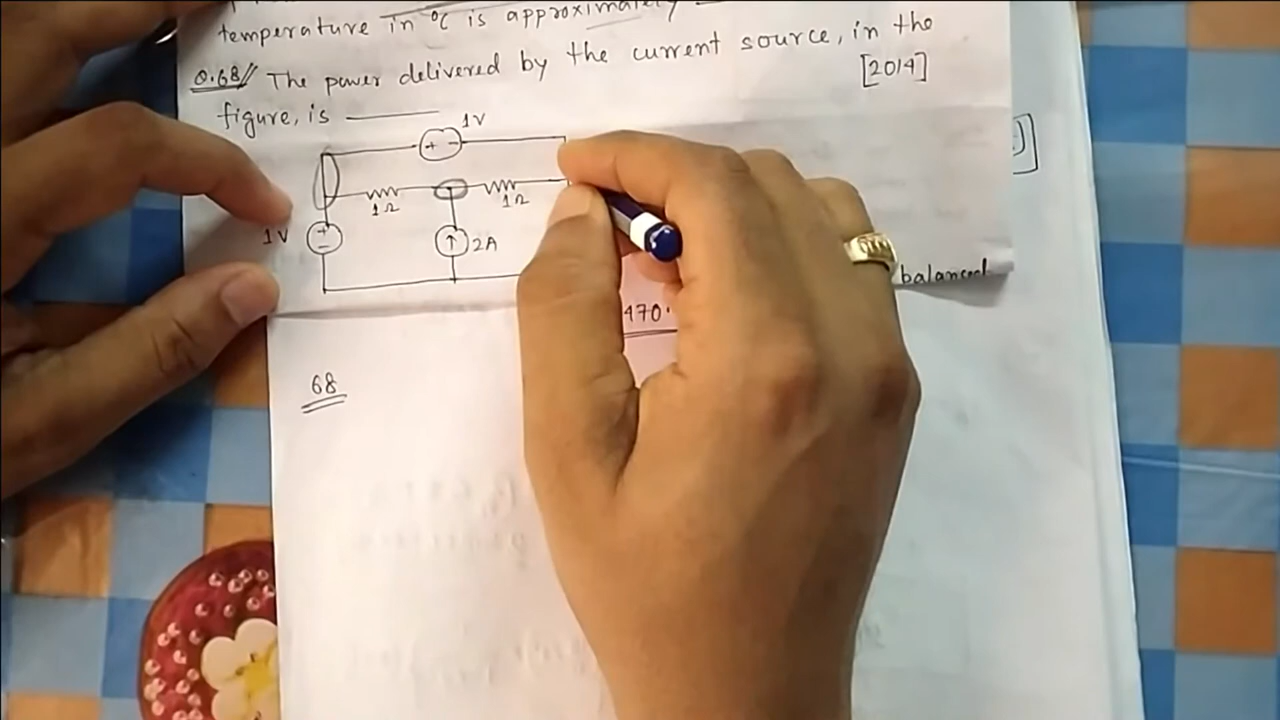 temperature in °C is approximately
Q.68// The power delivered by the current source, in the
figure, is ______ [2014]
1V
1Ω 1Ω
1V + - 2A
balanced
470.
68